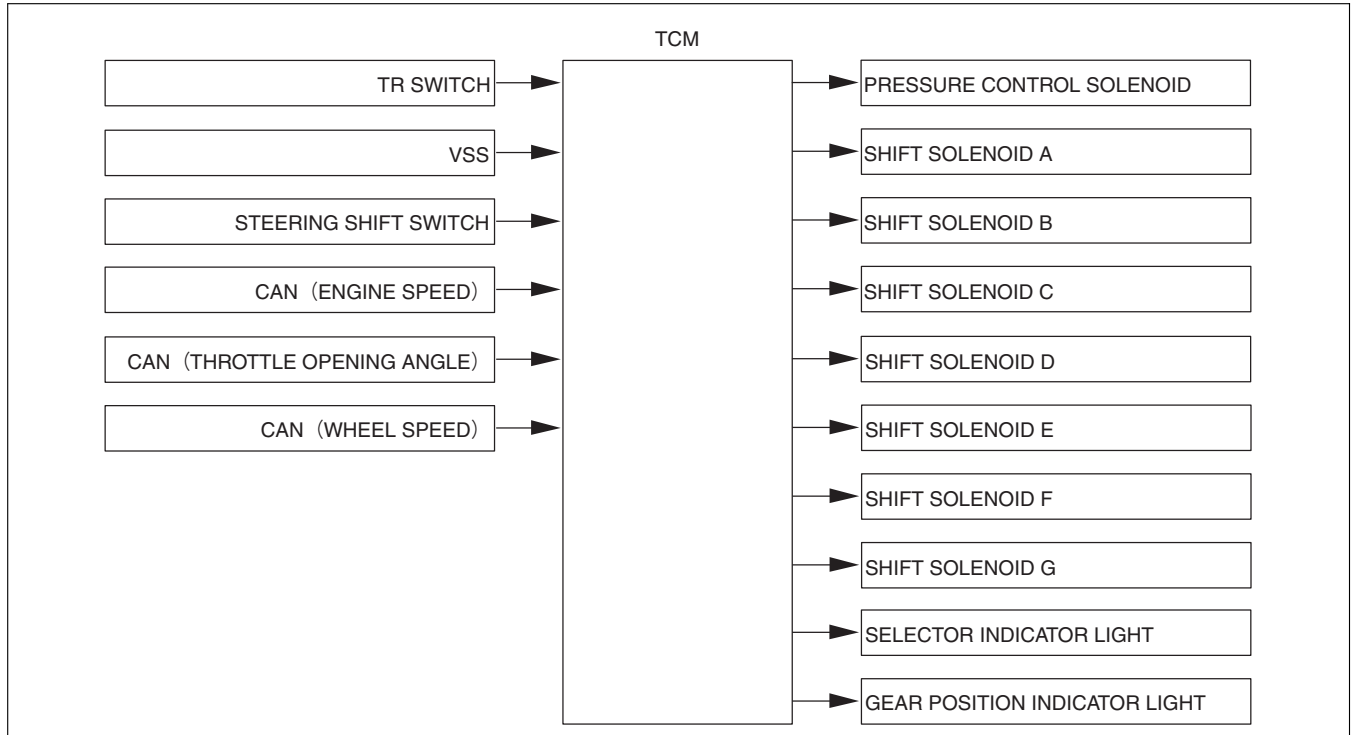 TCM
TR SWITCH
VSS
STEERING SHIFT SWITCH
CAN（ENGINE SPEED）
CAN（THROTTLE OPENING ANGLE）
CAN（WHEEL SPEED）
PRESSURE CONTROL SOLENOID
SHIFT SOLENOID A
SHIFT SOLENOID B
SHIFT SOLENOID C
SHIFT SOLENOID D
SHIFT SOLENOID E
SHIFT SOLENOID F
SHIFT SOLENOID G
SELECTOR INDICATOR LIGHT
GEAR POSITION INDICATOR LIGHT